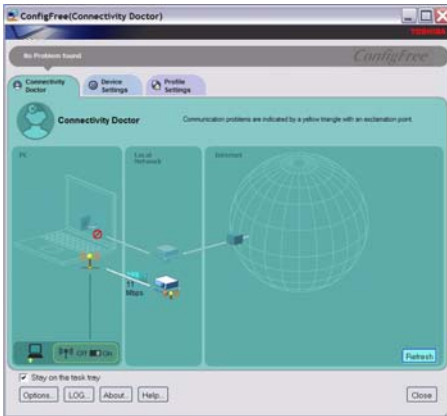 ConfigFree(Connectivity Doctor)
TOSHIBA
No Problem found
ConfigFree
Connectivity
Doctor
Device
Settings
Profile
Settings
Connectivity Doctor
Communication problems are indicated by a yellow triangle with an exclamation point.
PC
Local
Network
Internet
11
Mbps
Off
On
Refresh
Stay on the task tray
Options...
LOG...
About...
Help...
Close